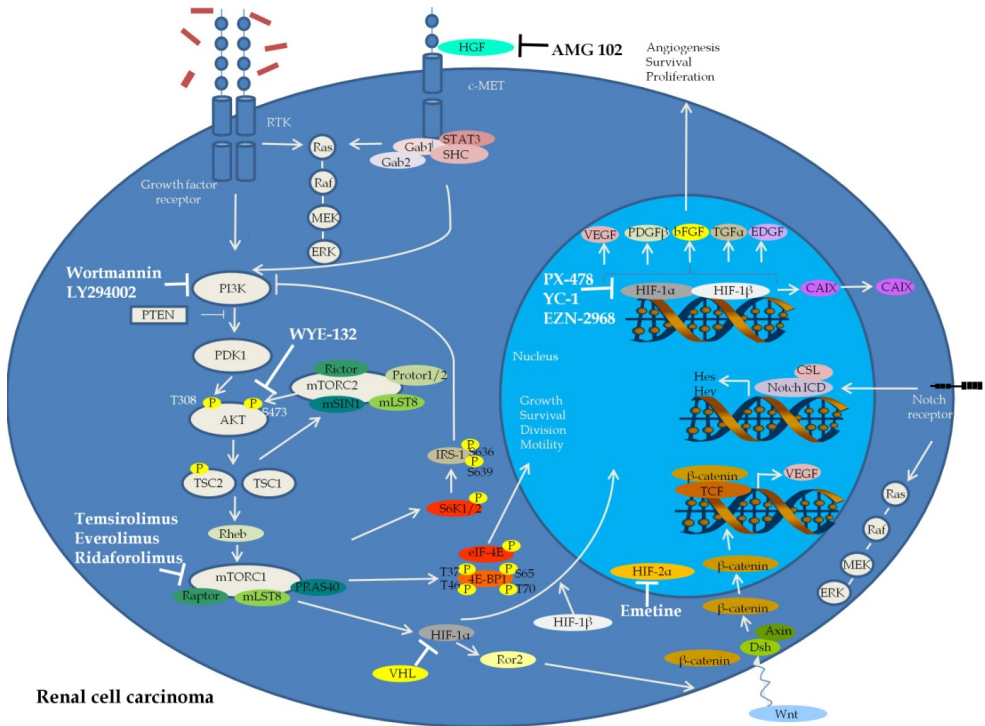 HGF
AMG 102
Angiogenesis
Survival
Proliferation
c-MET
RTK
STAT3
Gab1
SHC
Gab2
Ras
Raf
MEK
ERK
Growth factor
receptor
Wortmannin
LY294002
PI3K
PTEN
PDK1
WYE-132
Rictor
Protor1/2
mTORC2
mSIN1
mLST8
T308
P
P
S473
AKT
P
TSC2
TSC1
Rheb
Temsirolimus
Everolimus
Ridaforolimus
mTORC1
PRAS40
Raptor
mLST8
IRS-1
P
S636
P
S639
P
S6K1/2
eIF-4E
P
T37
P
P
S65
4E-BP1
T46
P
P
T70
HIF-1α
VHL
Ror2
HIF-1β
VEGF
PDGFβ
bFGF
TGFα
EDGF
PX-478
YC-1
EZN-2968
HIF-1α
HIF-1β
CAIX
CAIX
Nucleus
Growth
Survival
Division
Motility
Hes
Hey
CSL
Notch ICD
Notch
receptor
β-catenin
TCF
VEGF
Ras
Raf
MEK
ERK
HIF-2α
Emetine
β-catenin
β-catenin
Axin
Dsh
β-catenin
Wnt
Renal cell carcinoma